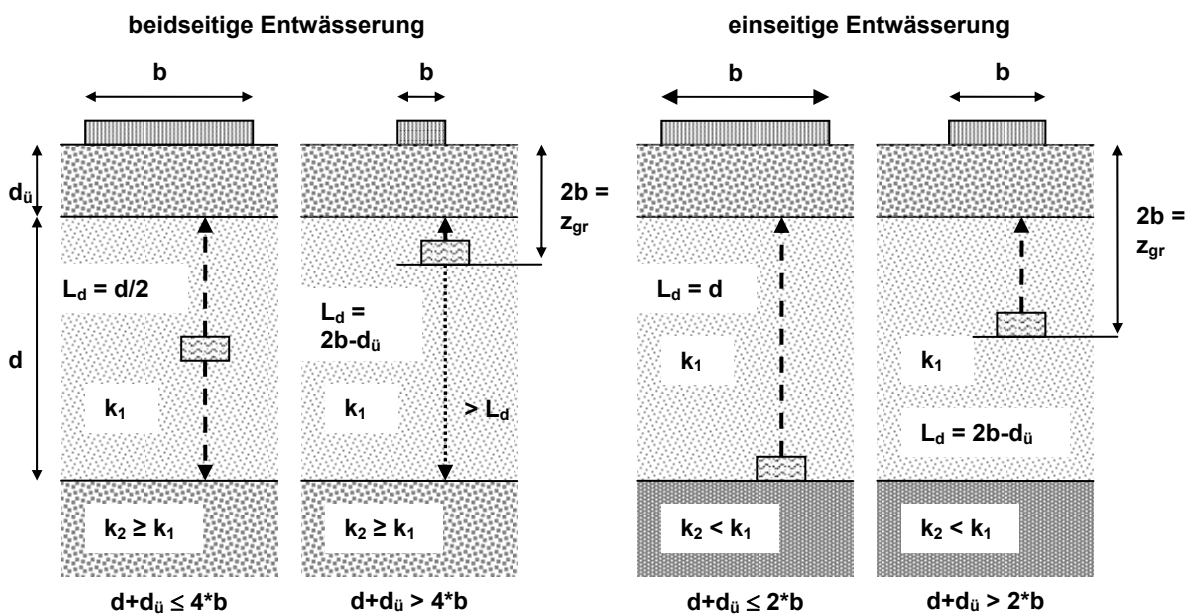 beidseitige Entwässerung
einseitige Entwässerung
b
b
b
b
dü
2b =
zgr
2b =
zgr
Ld = d/2
Ld =
2b-dü
Ld = d
d
k1
k1
> Ld
k1
k1
Ld = 2b-dü
k2 ≥ k1
k2 ≥ k1
k2 < k1
k2 < k1
d+dü ≤ 4*b
d+dü > 4*b
d+dü ≤ 2*b
d+dü > 2*b